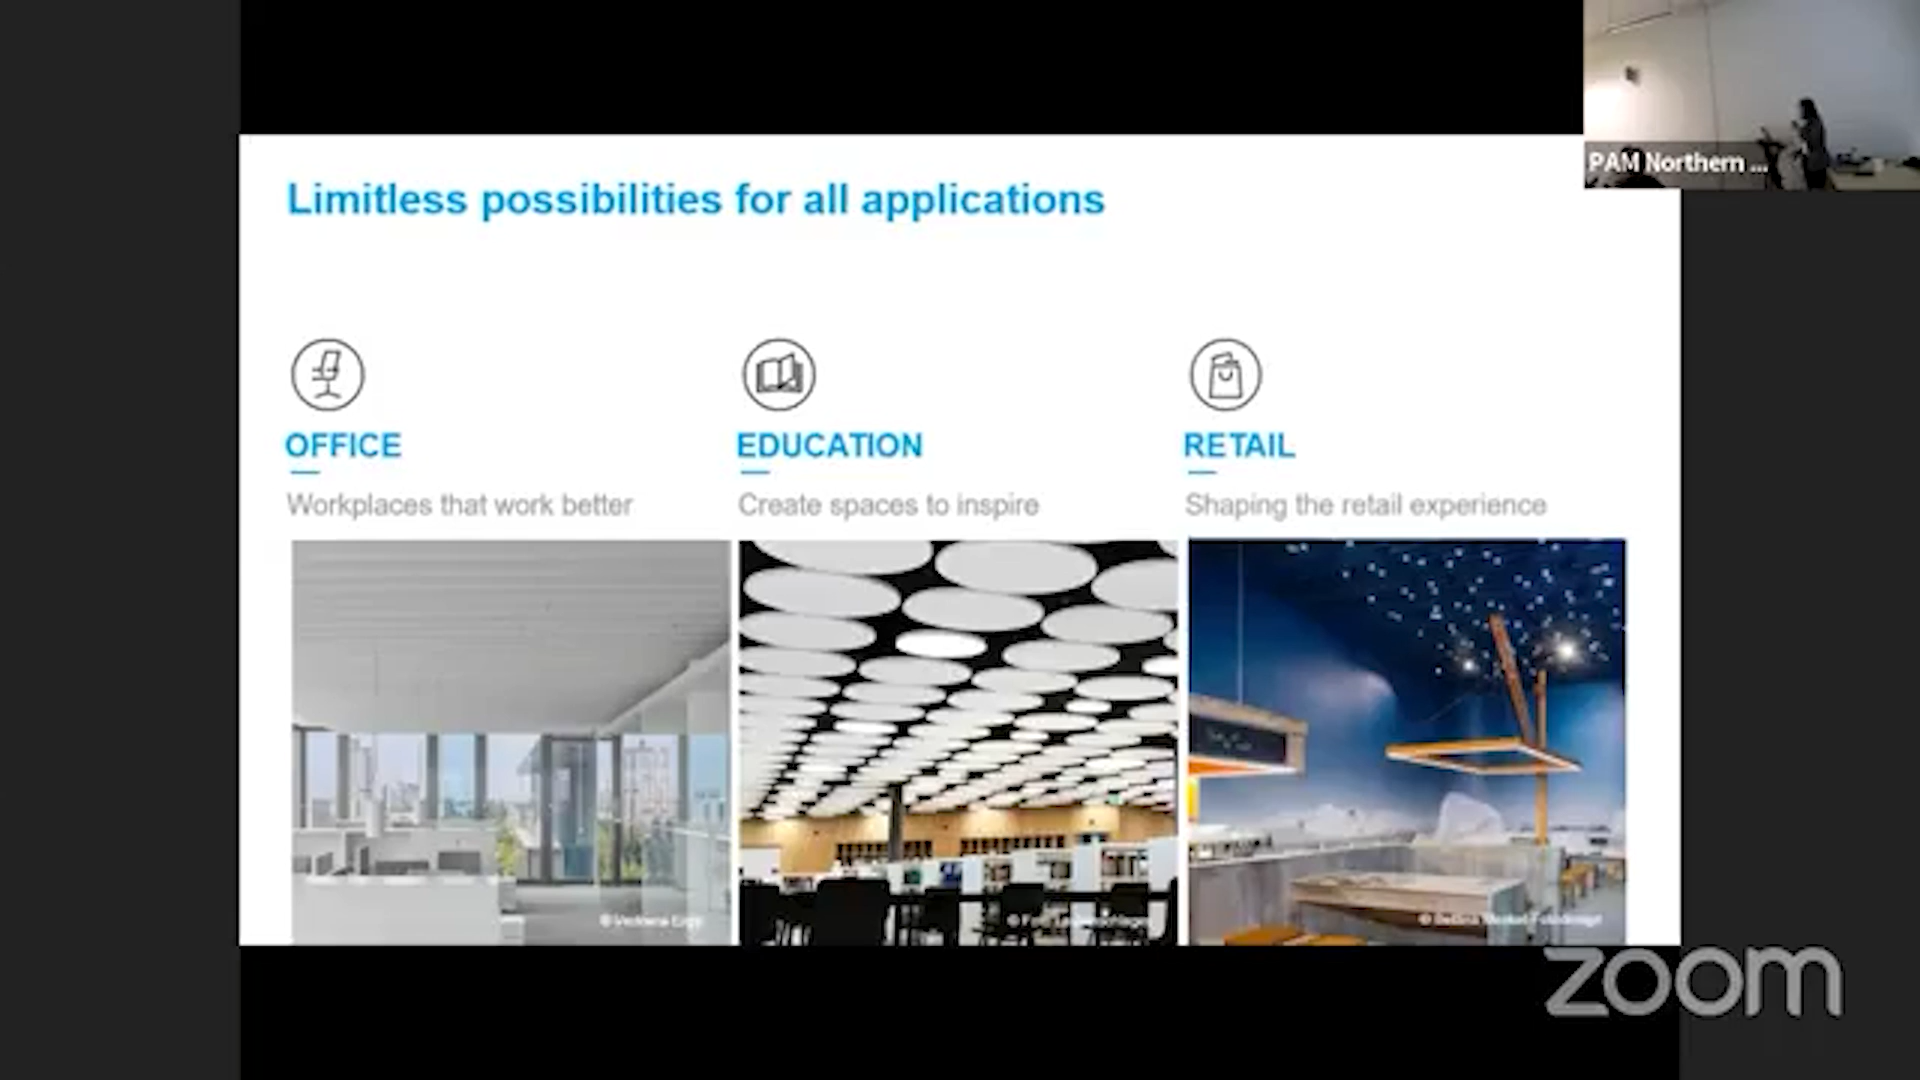 PAM Northern ...
Limitless possibilities for all applications
OFFICE
Workplaces that work better
EDUCATION
Create spaces to inspire
RETAIL
Shaping the retail experience
zoom